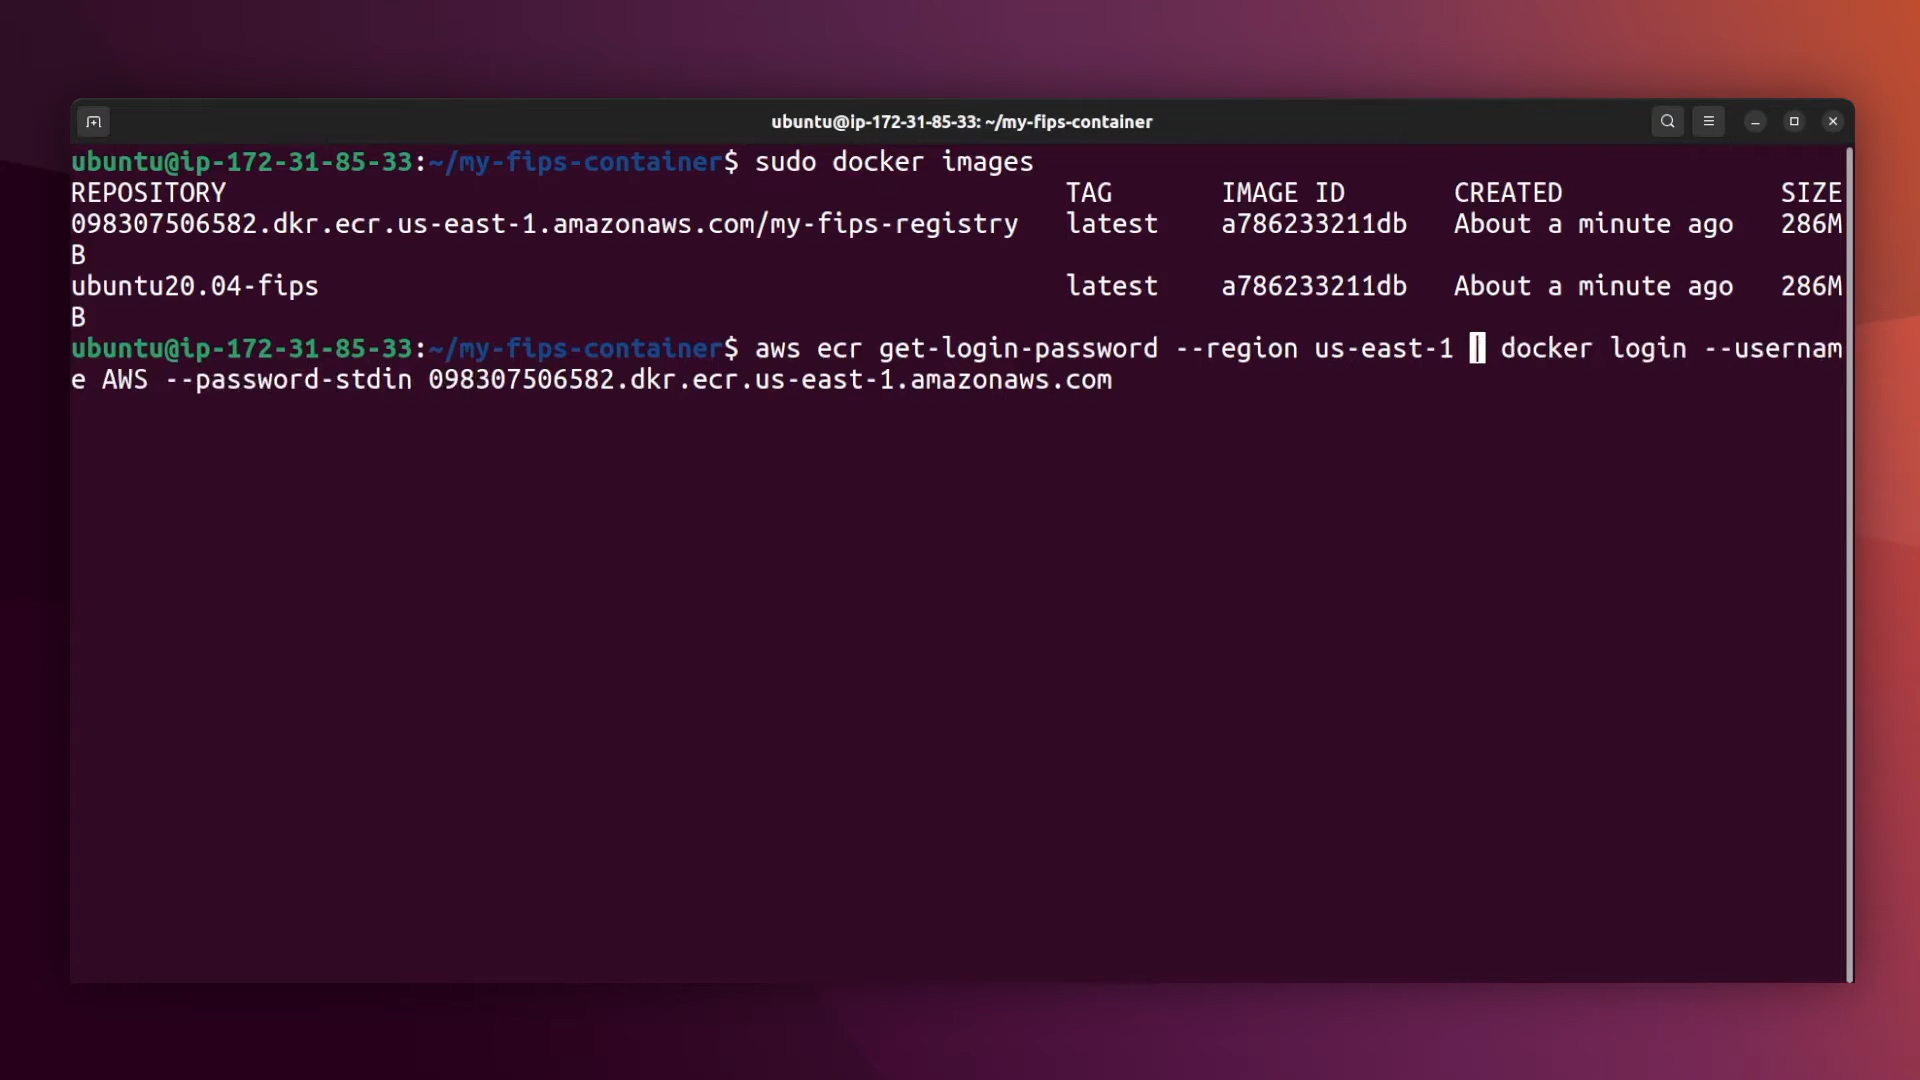 ubuntu@ip-172-31-85-33: ~/my-fips-container
ubuntu@ip-172-31-85-33:~/my-fips-container$ sudo docker images
REPOSITORY TAG IMAGE ID CREATED SIZE
098307506582.dkr.ecr.us-east-1.amazonaws.com/my-fips-registry latest a786233211db About a minute ago 286M
B
ubuntu20.04-fips latest a786233211db About a minute ago 286M
B
ubuntu@ip-172-31-85-33:~/my-fips-container$ aws ecr get-login-password --region us-east-1 | docker login --usernam
e AWS --password-stdin 098307506582.dkr.ecr.us-east-1.amazonaws.com